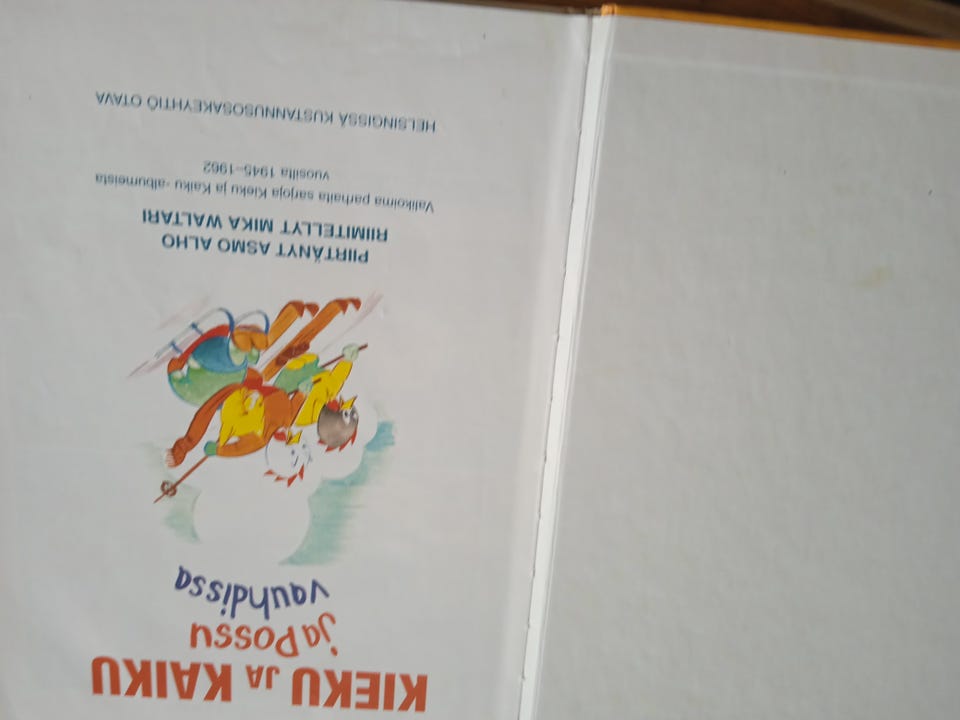 KIEKU JA KAIKU
ja Possu
vauhdissa
PIIRTÄNYT ASMO ALHO
RIIMITELLYT MIKA WALTARI
Valikoima parhaita sarjoja Kieku ja Kaiku -albumeista
vuosilta 1945–1962
HELSINGISSÄ KUSTANNUSOSAKEYHTIÖ OTAVA